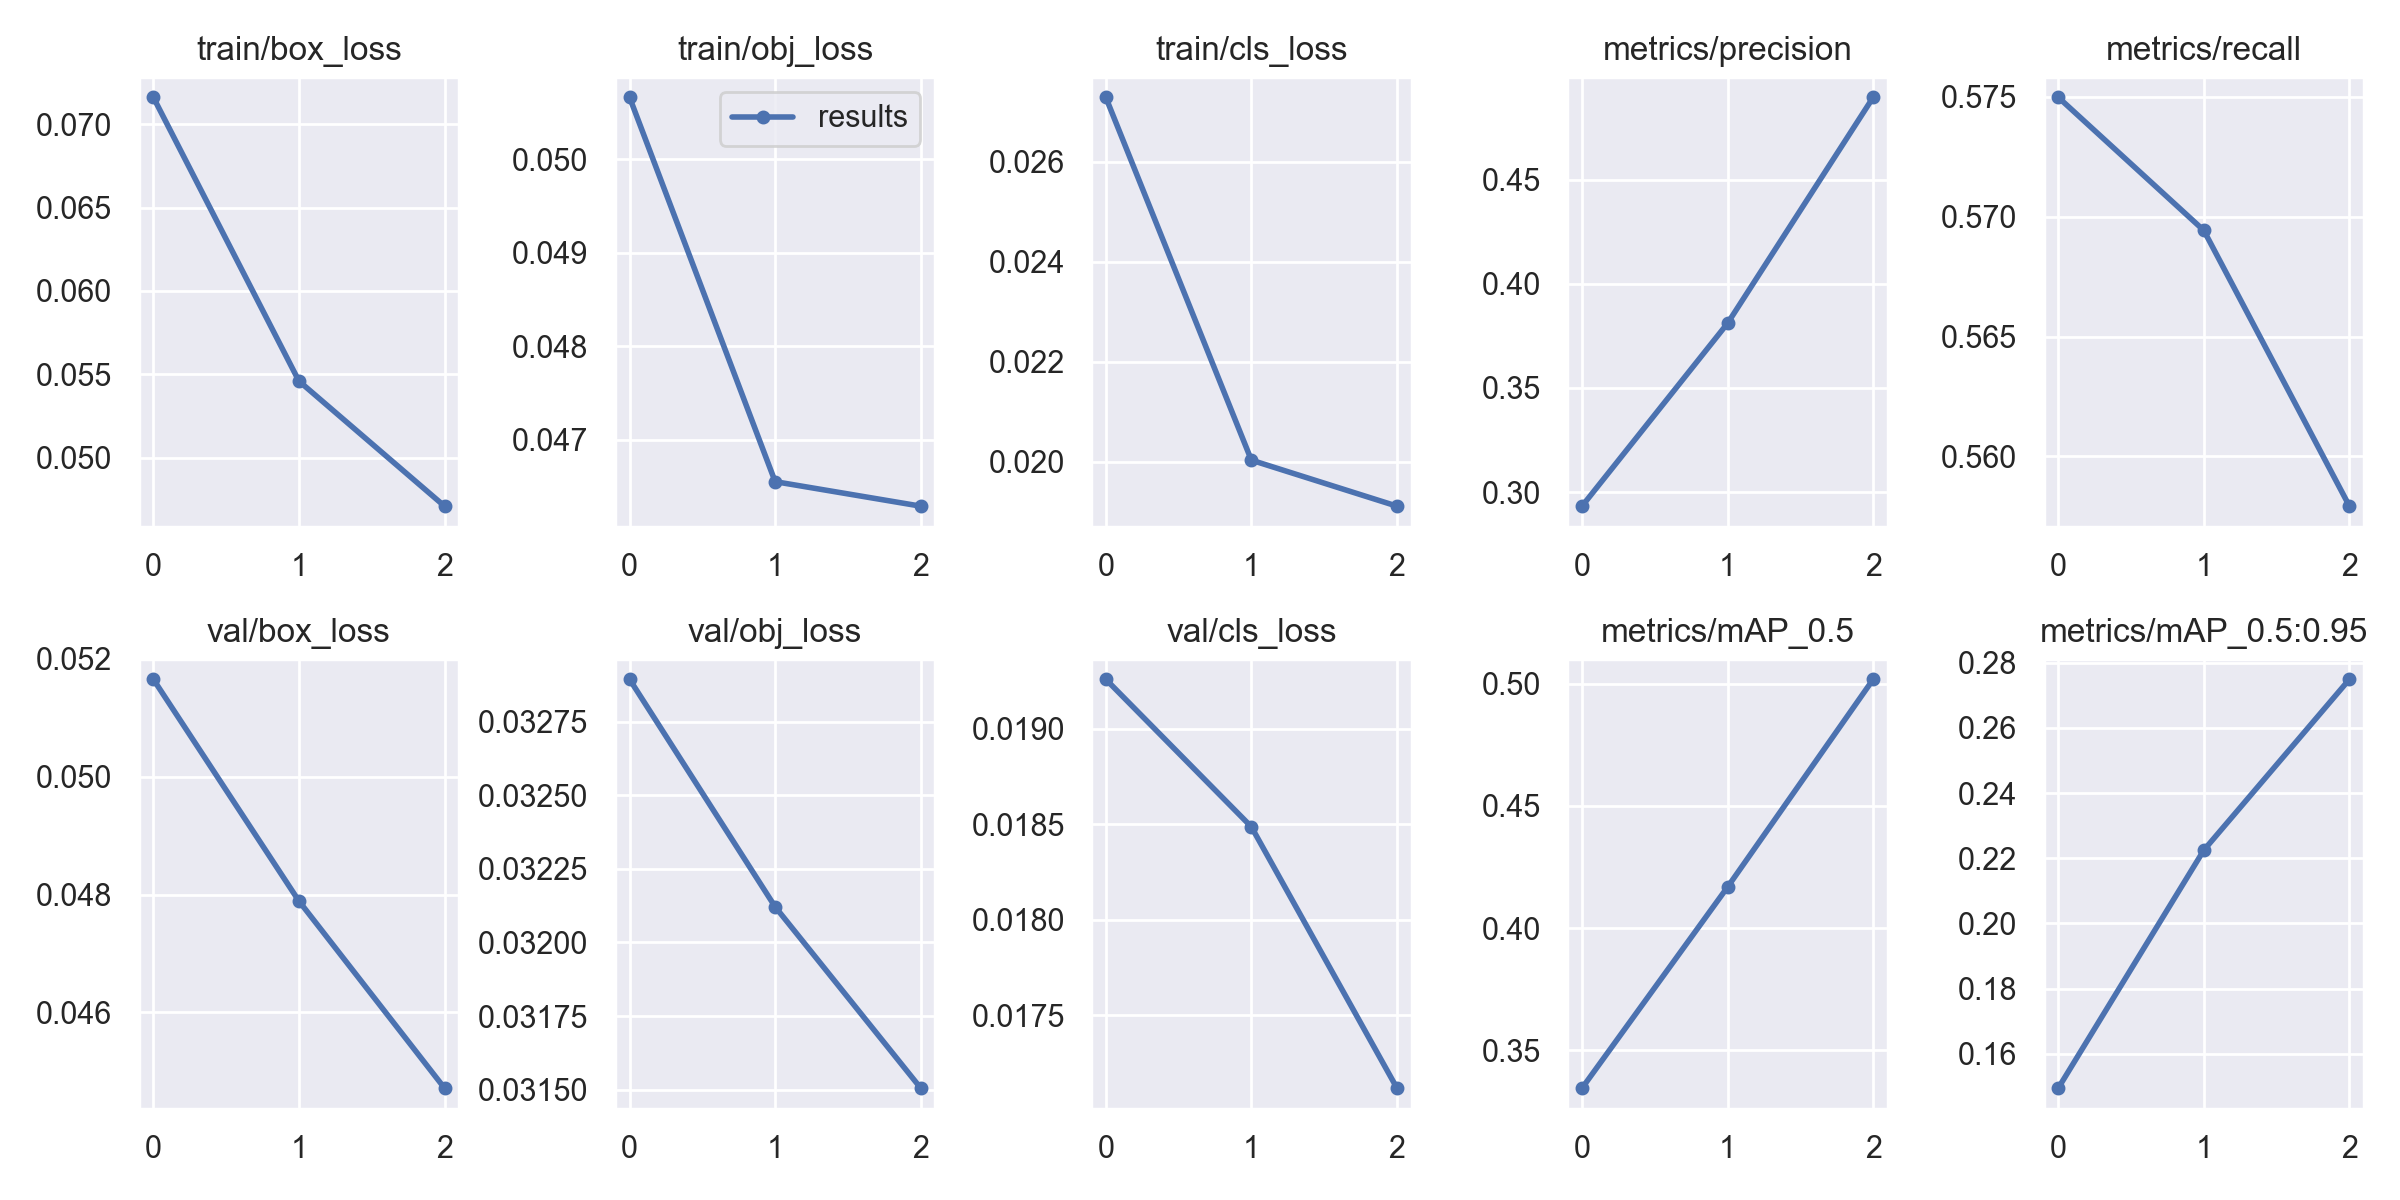 train/box_loss
0.070
0.065
0.060
0.055
0.050
0 1 2
train/obj_loss
results
0.050
0.049
0.048
0.047
0 1 2
train/cls_loss
0.026
0.024
0.022
0.020
0 1 2
metrics/precision
0.45
0.40
0.35
0.30
0 1 2
metrics/recall
0.575
0.570
0.565
0.560
0 1 2
val/box_loss
0.052
0.050
0.048
0.046
0 1 2
val/obj_loss
0.03275
0.03250
0.03225
0.03200
0.03175
0.03150
0 1 2
val/cls_loss
0.0190
0.0185
0.0180
0.0175
0 1 2
metrics/mAP_0.5
0.50
0.45
0.40
0.35
0 1 2
metrics/mAP_0.5:0.95
0.28
0.26
0.24
0.22
0.20
0.18
0.16
0 1 2